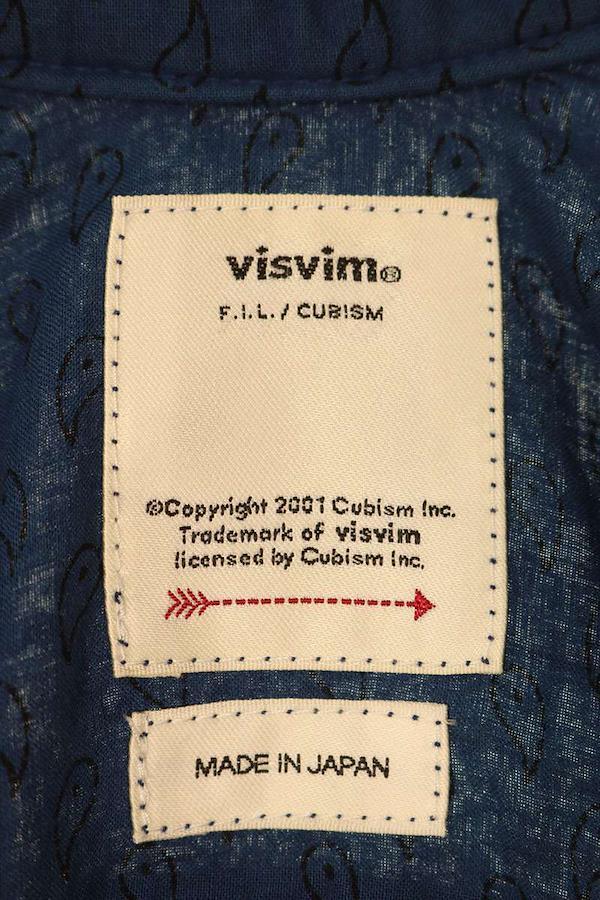 visvim®
F.I.L. / CUBISM
©Copyright 2001 Cubism Inc.
Trademark of visvim
licensed by Cubism Inc.
MADE IN JAPAN